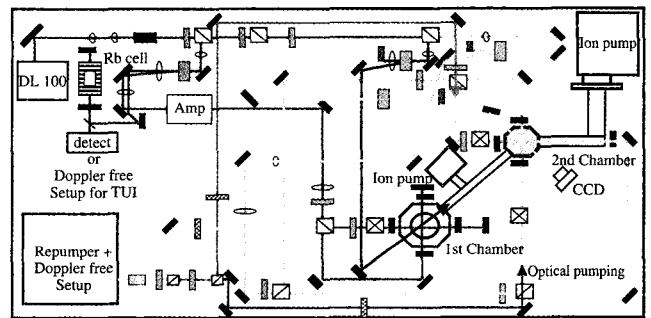 Ion pump
DL 100
Rb cell
Amp
detect
or
Doppler free
Setup for TUI
2nd Chamber
CCD
Ion pump
1st Chamber
Repumper +
Doppler free
Setup
Optical pumping